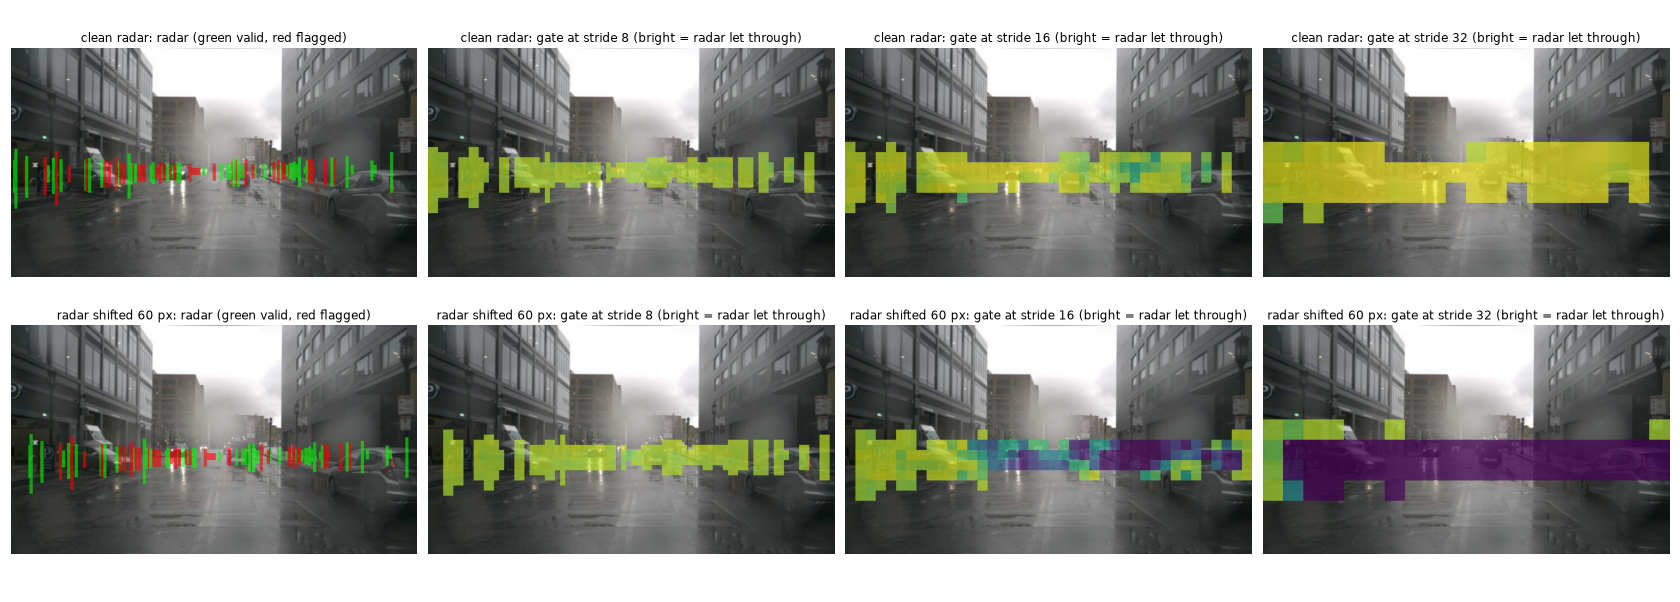 clean radar: radar (green valid, red flagged)
clean radar: gate at stride 8 (bright = radar let through)
clean radar: gate at stride 16 (bright = radar let through)
clean radar: gate at stride 32 (bright = radar let through)
radar shifted 60 px: radar (green valid, red flagged)
radar shifted 60 px: gate at stride 8 (bright = radar let through)
radar shifted 60 px: gate at stride 16 (bright = radar let through)
radar shifted 60 px: gate at stride 32 (bright = radar let through)